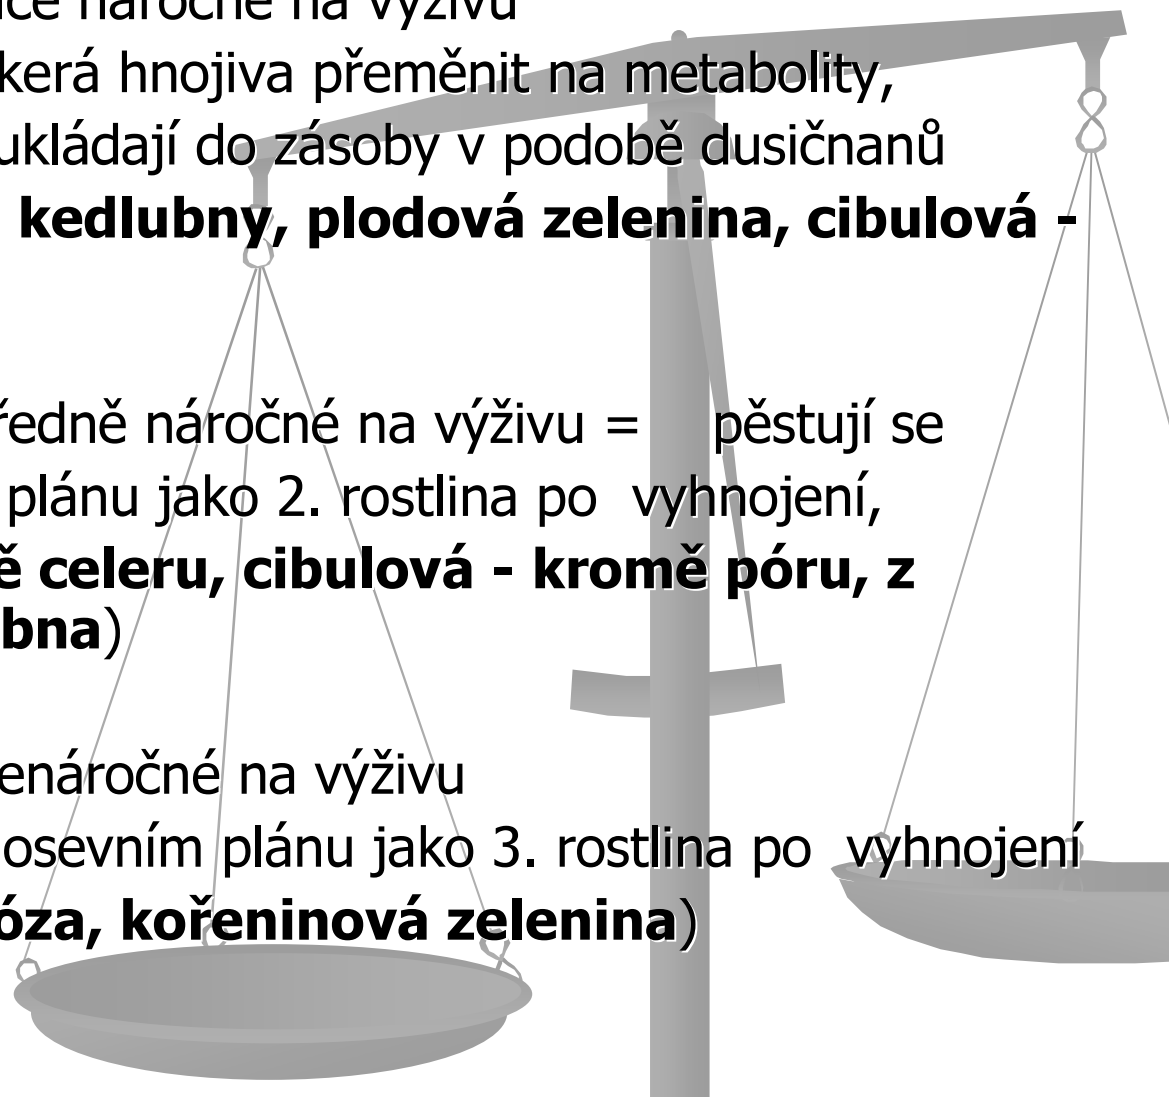 náročné na výživu
kerá hnojiva přeměnit na metabolity,
ukládají do zásoby v podobě dusičnanů
kedlubny, plodová zelenina, cibulová -
ředně náročné na výživu = pěstují se
plánu jako 2. rostlina po vyhnojení,
ě celeru, cibulová - kromě póru, z
bna)
enáročné na výživu
osevním plánu jako 3. rostlina po vyhnojení
óza, kořeninová zelenina)